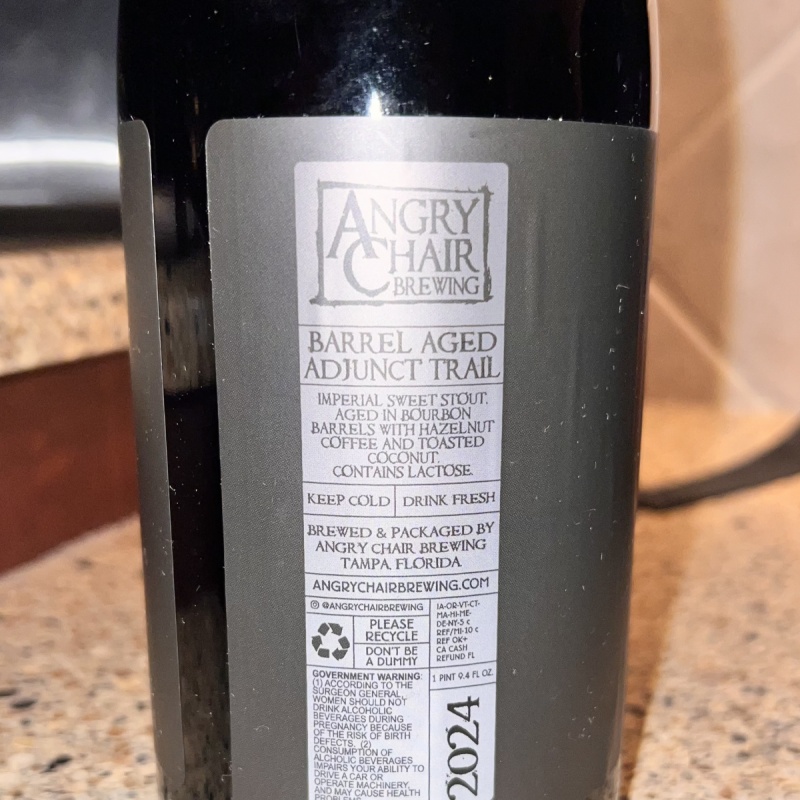 ANGRY
CHAIR
BREWING
BARREL AGED
ADJUNCT TRAIL
IMPERIAL SWEET STOUT,
AGED IN BOURBON
BARRELS WITH HAZELNUT
COFFEE AND TOASTED
COCONUT.
CONTAINS LACTOSE.
KEEP COLD
DRINK FRESH
BREWED & PACKAGED BY
ANGRY CHAIR BREWING
TAMPA, FLORIDA
ANGRYCHAIRBREWING.COM
@ANGRYCHAIRBREWING
PLEASE
RECYCLE
DON'T BE
A DUMMY
IA-OR-VT-CT-
MA-HI-ME-
DE-NY-5 ¢
REF/MI-10 ¢
REF OK+
CA CASH
REFUND FL
1 PINT 9.4 FL OZ.
2024
GOVERNMENT WARNING:
(1) ACCORDING TO THE
SURGEON GENERAL,
WOMEN SHOULD NOT
DRINK ALCOHOLIC
BEVERAGES DURING
PREGNANCY BECAUSE
OF THE RISK OF BIRTH
DEFECTS. (2)
CONSUMPTION OF
ALCHOLIC BEVERAGES
IMPAIRS YOUR ABILITY TO
DRIVE A CAR OR
OPERATE MACHINERY,
AND MAY CAUSE HEALTH
PROBLEMS.